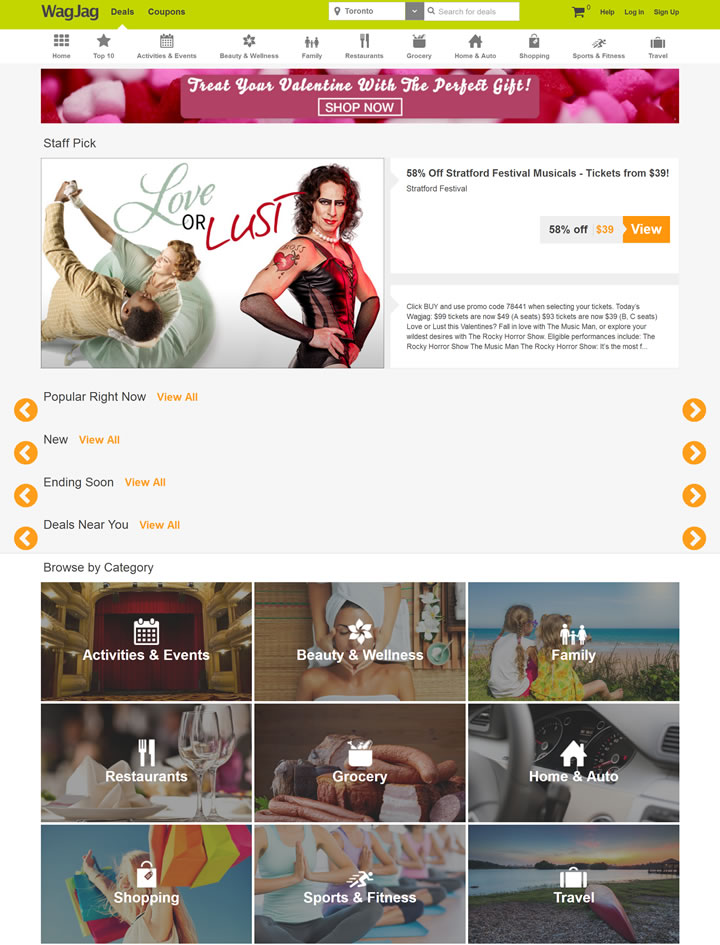 WagJag Deals Coupons Toronto Search for deals 0 Help Log In Sign Up
Home Top 10 Activities & Events Beauty & Wellness Family Restaurants Grocery Home & Auto Shopping Sports & Fitness Travel
Treat Your Valentine With The Perfect Gift!
SHOP NOW
Staff Pick
Love
OR LUST
58% Off Stratford Festival Musicals - Tickets from $39!
Stratford Festival
58% off $39 View
Click BUY and use promo code 78441 when selecting your tickets. Today's
Wagjag: $99 tickets are now $49 (A seats) $93 tickets are now $39 (B, C seats)
Love or Lust this Valentines? Fall in love with The Music Man, or explore your
wildest desires with The Rocky Horror Show. Eligible performances include: The
Rocky Horror Show The Music Man The Rocky Horror Show: It's the most f...
Popular Right Now View All
New View All
Ending Soon View All
Deals Near You View All
Browse by Category
Activities & Events Beauty & Wellness Family
Restaurants Grocery Home & Auto
Shopping Sports & Fitness Travel